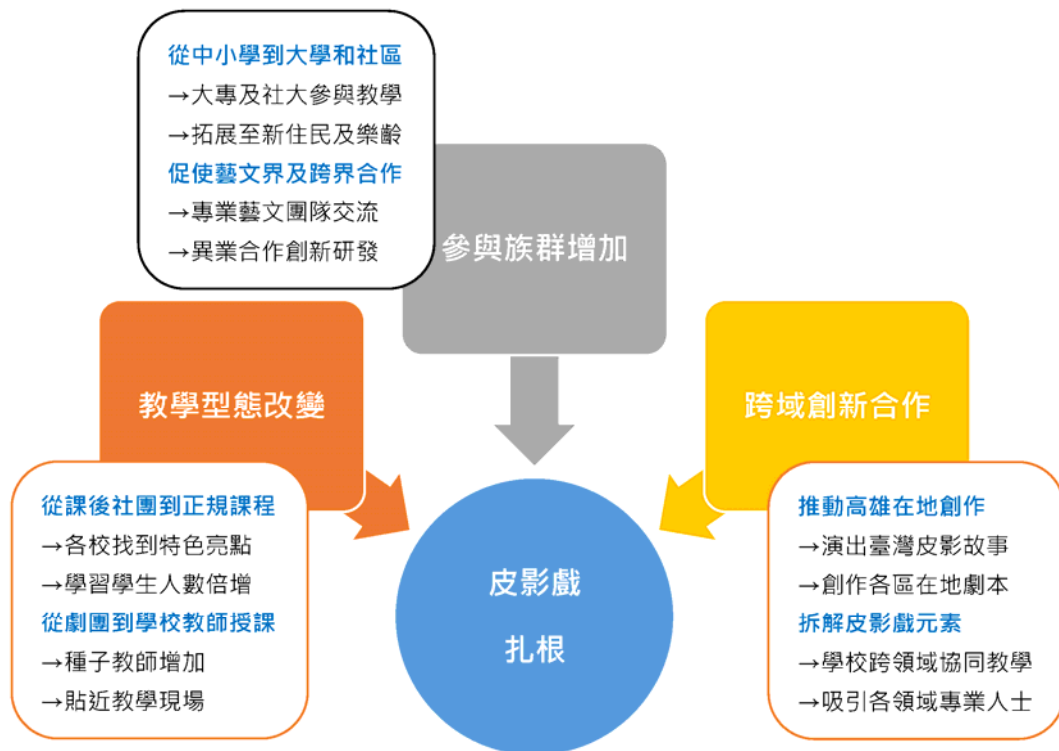 從中小學到大學和社區
→大專及社大參與教學
→拓展至新住民及樂齡
促使藝文界及跨界合作
→專業藝文團隊交流
→異業合作創新研發
參與族群增加
教學型態改變
從課後社團到正規課程
→各校找到特色亮點
→學習學生人數倍增
從劇團到學校教師授課
→種子教師增加
→貼近教學現場
跨域創新合作
推動高雄在地創作
→演出臺灣皮影故事
→創作各區在地劇本
拆解皮影戲元素
→學校跨領域協同教學
→吸引各領域專業人士
皮影戲
扎根